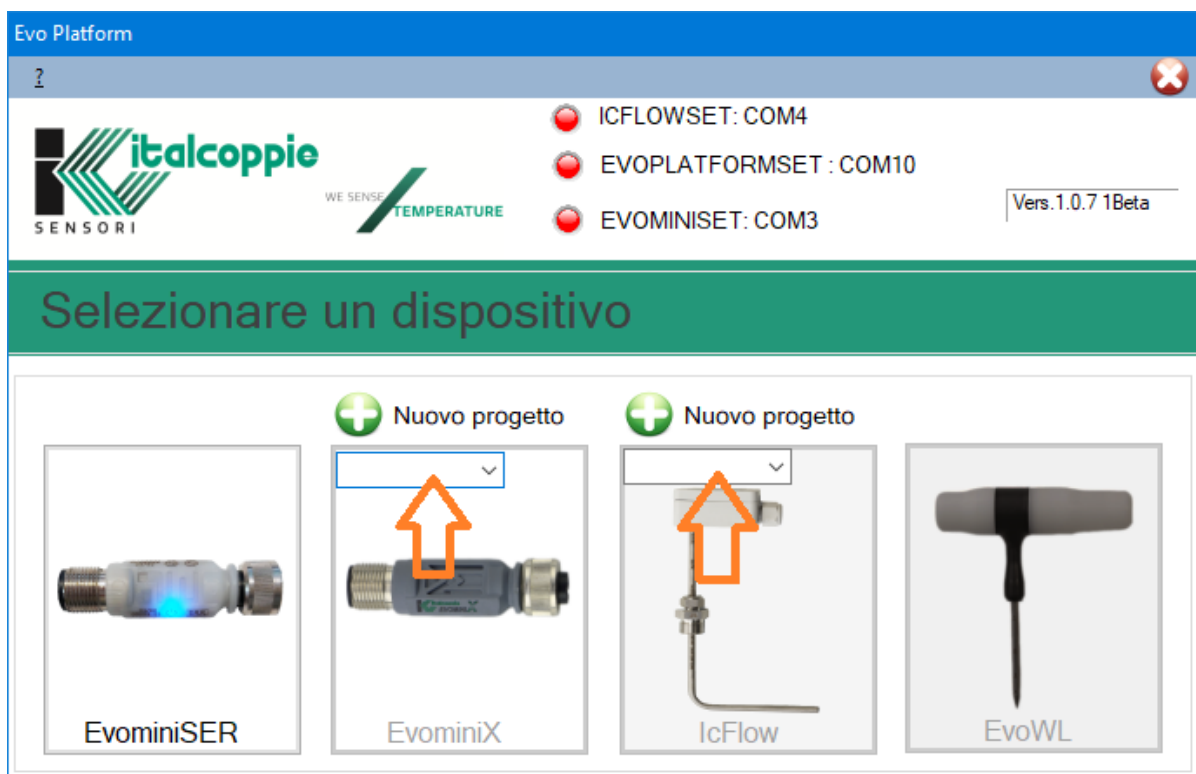 Evo Platform
?
italcoppie
SENSORI
WE SENSE
TEMPERATURE
ICFLOWSET: COM4
EVOPLATFORMSET : COM10
EVOMINISET: COM3
Vers.1.0.7 1Beta
Selezionare un dispositivo
Nuovo progetto
Nuovo progetto
EvominiSER
EvominiX
IcFlow
EvoWL